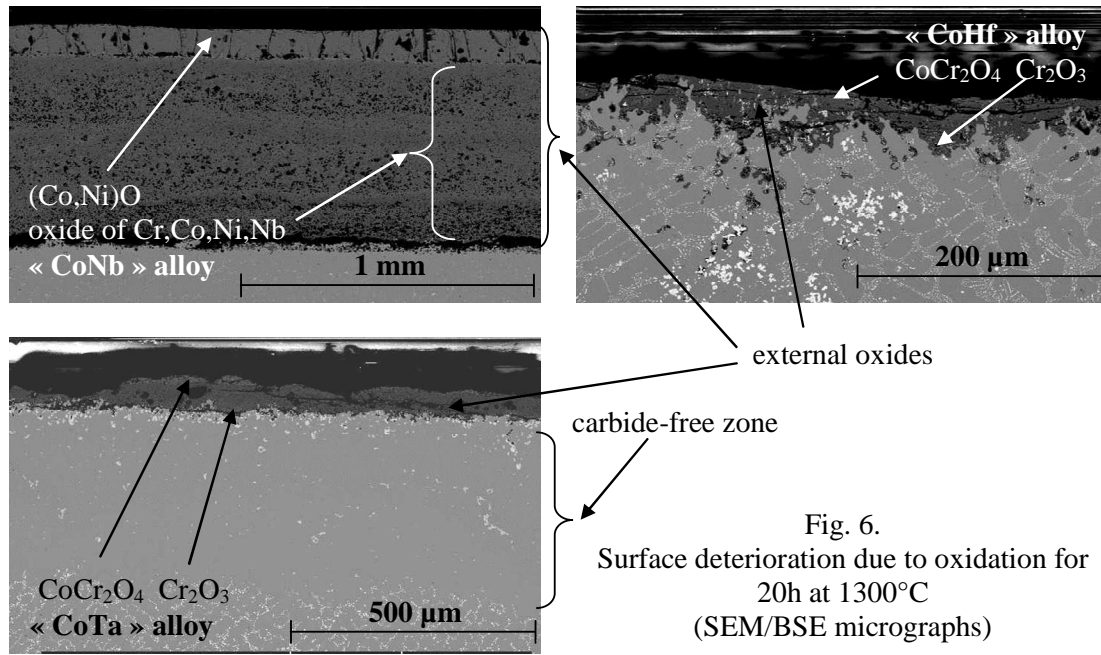 (Co,Ni)O
oxide of Cr,Co,Ni,Nb
« CoNb » alloy
1 mm
« CoHf » alloy
CoCr₂O₄ Cr₂O₃
200 µm
external oxides
carbide-free zone
CoCr₂O₄ Cr₂O₃
« CoTa » alloy
500 µm
Fig. 6.
Surface deterioration due to oxidation for
20h at 1300°C
(SEM/BSE micrographs)